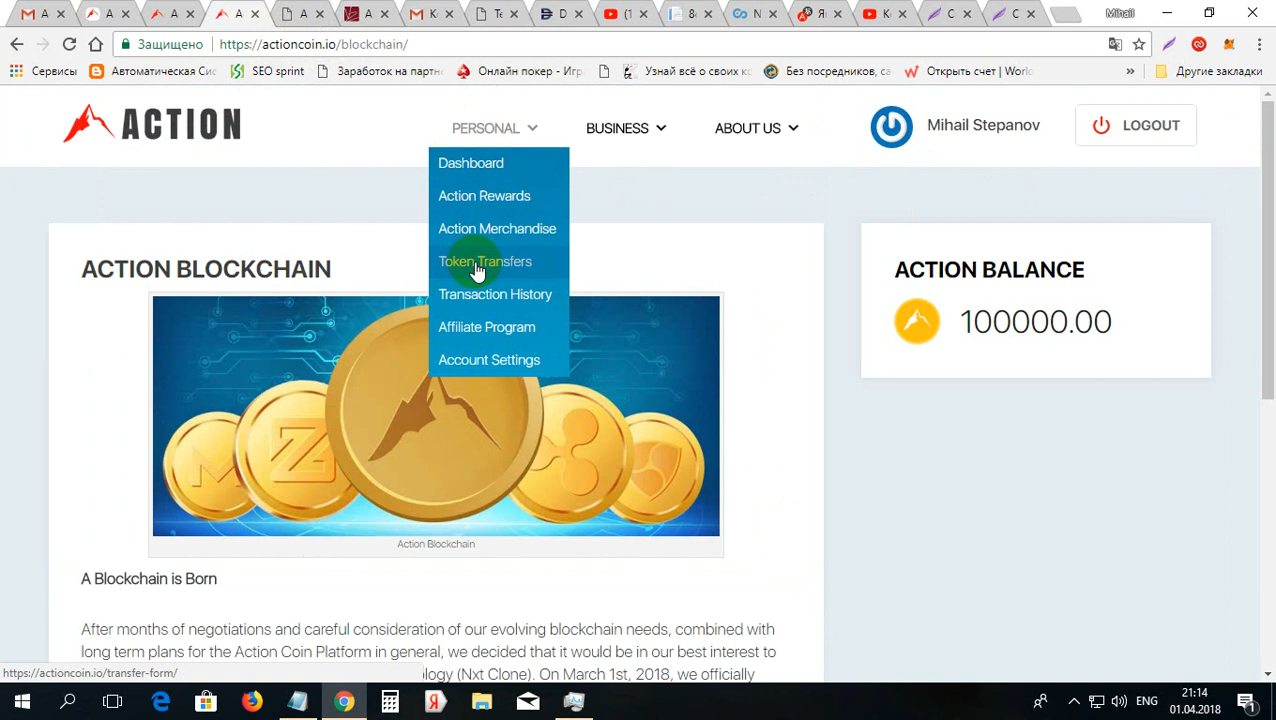 A
A
A
A
A
A
Ke
Te
D
(1
8
N
Я
К
C
C
Mihail
Защищено
https://actioncoin.io/blockchain/
Сервисы
Автоматическая Сис
SEO sprint
Заработок на партн
Онлайн покер - Игр
Узнай всё о своих кс
Без посредников, са
Открыть счет | Worl
»
Другие закладки
ACTION
PERSONAL
BUSINESS
ABOUT US
Mihail Stepanov
LOGOUT
Dashboard
Action Rewards
Action Merchandise
Token Transfers
Transaction History
Affiliate Program
Account Settings
ACTION BLOCKCHAIN
ACTION BALANCE
100000.00
Action Blockchain
A Blockchain is Born
After months of negotiations and careful consideration of our evolving blockchain needs, combined with
long term plans for the Action Coin Platform in general, we decided that it would be in our best interest to
ology (Nxt Clone). On March 1st, 2018, we officially
https://actioncoin.io/transfer-form/
ENG
21:14
01.04.2018
1